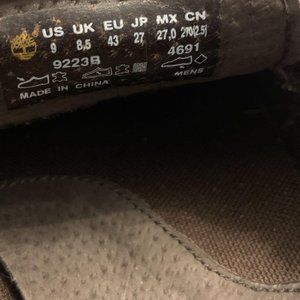 US UK EU JP MX CN
9 8,5 43 27 27,0 270(2.5)
9223B 4691
MENS
MADE IN CHINA